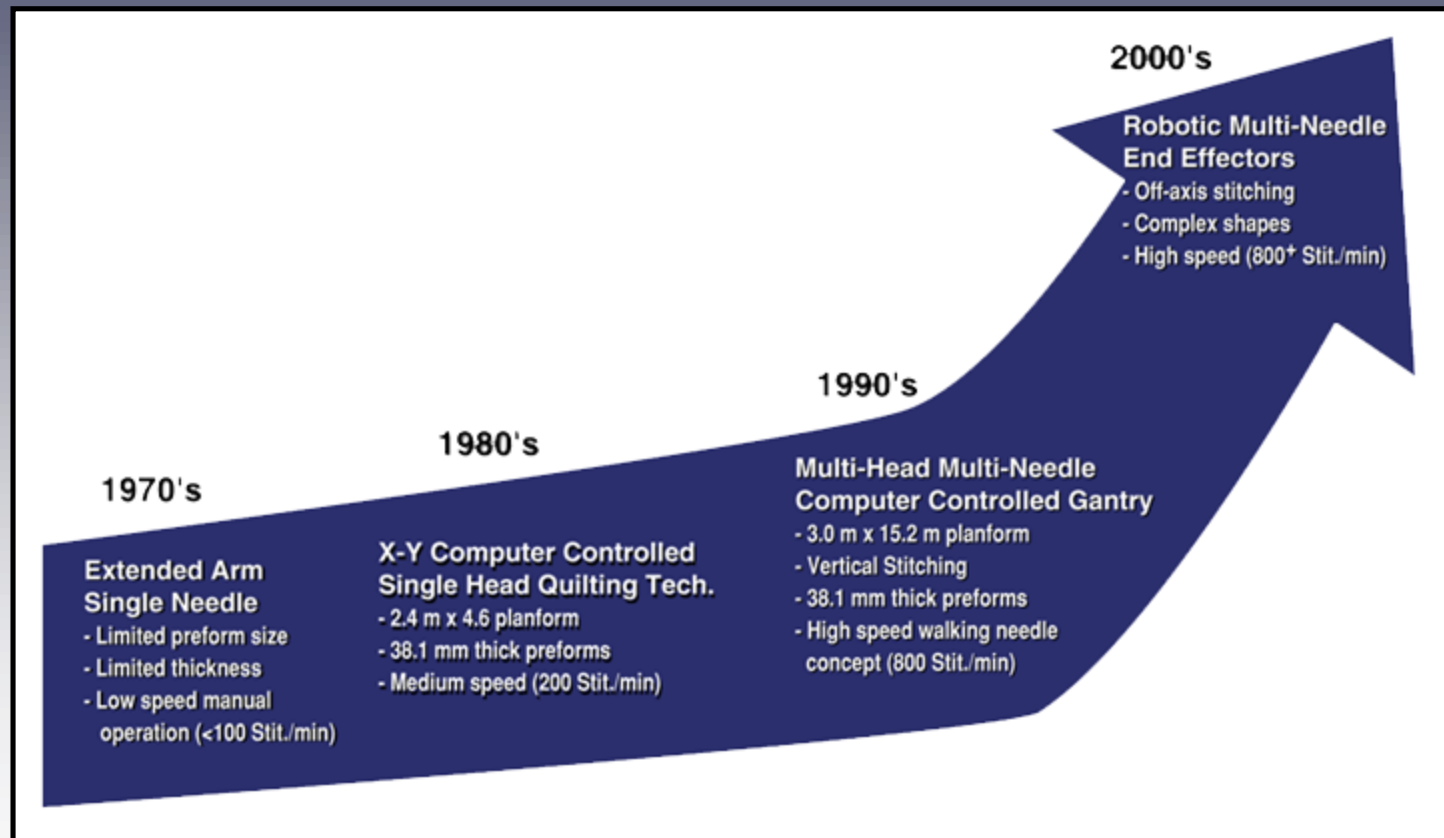 1970's
Extended Arm
Single Needle
- Limited preform size
- Limited thickness
- Low speed manual
operation (<100 Stit./min)
1980's
X-Y Computer Controlled
Single Head Quilting Tech.
- 2.4 m x 4.6 planform
- 38.1 mm thick preforms
- Medium speed (200 Stit./min)
1990's
Multi-Head Multi-Needle
Computer Controlled Gantry
- 3.0 m x 15.2 m planform
- Vertical Stitching
- 38.1 mm thick preforms
- High speed walking needle
concept (800 Stit./min)
2000's
Robotic Multi-Needle
End Effectors
- Off-axis stitching
- Complex shapes
- High speed (800⁺ Stit./min)